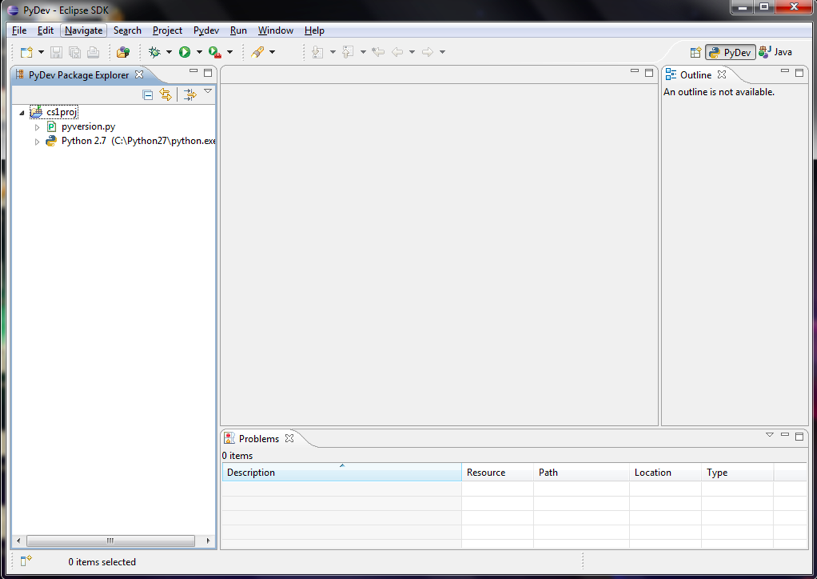 PyDev - Eclipse SDK
File Edit Navigate Search Project Pydev Run Window Help
PyDev Java
PyDev Package Explorer
cs1proj
pyversion.py
Python 2.7 (C:\Python27\python.exe
Outline
An outline is not available.
Problems
0 items
Description Resource Path Location Type
0 items selected